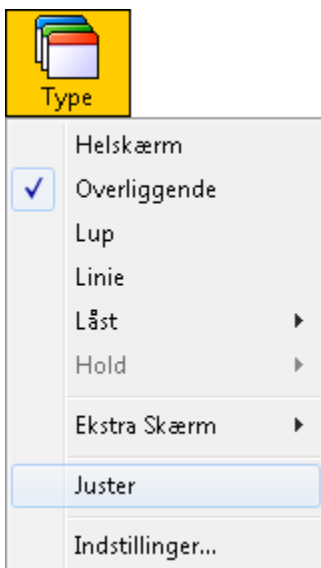 Type
Helskærm
Overliggende
Lup
Linie
Låst
Hold
Ekstra Skærm
Juster
Indstillinger...